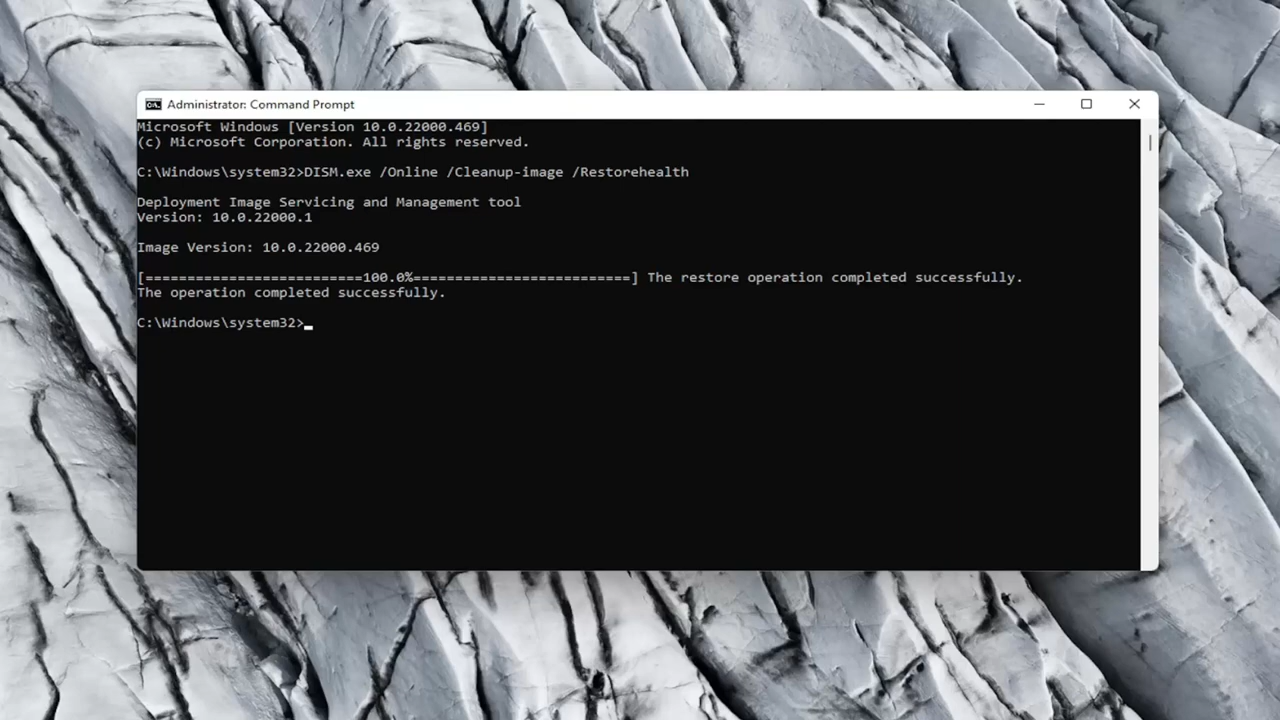 Administrator: Command Prompt
Microsoft Windows [Version 10.0.22000.469]
(c) Microsoft Corporation. All rights reserved.
C:\Windows\system32>DISM.exe /Online /Cleanup-image /Restorehealth
Deployment Image Servicing and Management tool
Version: 10.0.22000.1
Image Version: 10.0.22000.469
[==========================100.0%==========================] The restore operation completed successfully.
The operation completed successfully.
C:\Windows\system32>